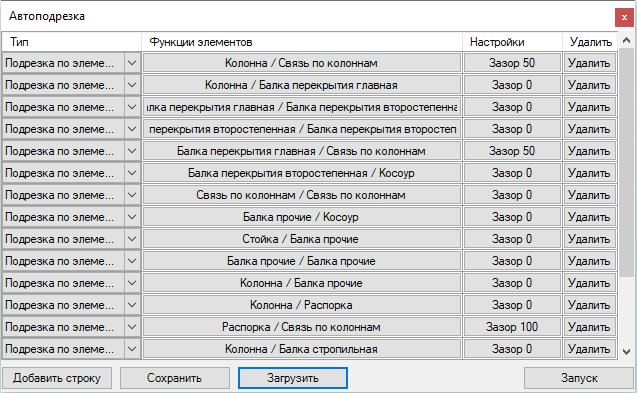 Автоподрезка
x
Тип Функции элементов Настройки Удалить
Подрезка по элеме... Колонна / Связь по колоннам Зазор 50 Удалить
Подрезка по элеме... Колонна / Балка перекрытия главная Зазор 0 Удалить
Подрезка по элеме... лка перекрытия главная / Балка перекрытия второстепенна Зазор 0 Удалить
Подрезка по элеме... перекрытия второстепенная / Балка перекрытия второстеп Зазор 0 Удалить
Подрезка по элеме... Балка перекрытия главная / Связь по колоннам Зазор 50 Удалить
Подрезка по элеме... Балка перекрытия второстепенная / Косоур Зазор 0 Удалить
Подрезка по элеме... Связь по колоннам / Связь по колоннам Зазор 0 Удалить
Подрезка по элеме... Балка прочие / Косоур Зазор 0 Удалить
Подрезка по элеме... Стойка / Балка прочие Зазор 0 Удалить
Подрезка по элеме... Балка прочие / Балка прочие Зазор 0 Удалить
Подрезка по элеме... Колонна / Балка прочие Зазор 0 Удалить
Подрезка по элеме... Колонна / Распорка Зазор 0 Удалить
Подрезка по элеме... Распорка / Связь по колоннам Зазор 100 Удалить
Подрезка по элеме... Колонна / Балка стропильная Зазор 0 Удалить
Добавить строку Сохранить Загрузить Запуск